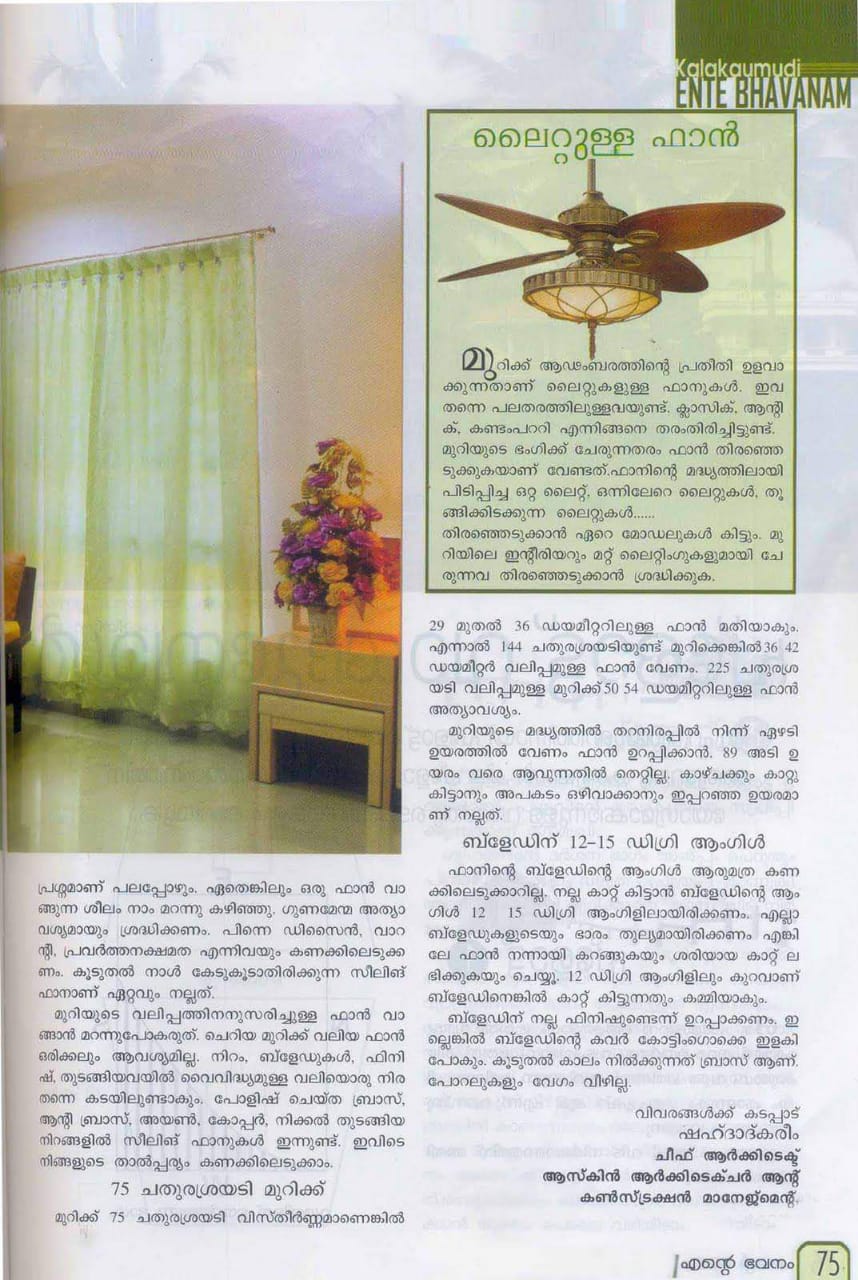 Kalakaumudi
ENTE BHAVANAM
ലൈറ്റുള്ള ഫാൻ
മുറിക്ക് ആഢംബരത്തിന്റെ പ്രതീതി ഉളവാ
ക്കുന്നതാണ് ലൈറ്റുകളുള്ള ഫാനുകൾ. ഇവ
തന്നെ പലതരത്തിലുള്ളവയുണ്ട്. ക്ലാസിക്, ആന്റി
ക്, കണ്ടംപററി എന്നിങ്ങനെ തരംതിരിച്ചിട്ടുണ്ട്.
മുറിയുടെ ഭംഗിക്ക് ചേരുന്നതരം ഫാൻ തിരഞ്ഞെ
ടുക്കുകയാണ് വേണ്ടത്.ഫാനിന്റെ മദ്ധ്യത്തിലായി
പിടിപ്പിച്ച ഒറ്റ ലൈറ്റ്, ഒന്നിലേറെ ലൈറ്റുകൾ, തൂ
ങ്ങിക്കിടക്കുന്ന ലൈറ്റുകൾ......
തിരഞ്ഞെടുക്കാൻ ഏറെ മോഡലുകൾ കിട്ടും. മു
റിയിലെ ഇന്റീരിയറും മറ്റ് ലൈറ്റിംഗുകളുമായി ചേ
രുന്നവ തിരഞ്ഞെടുക്കാൻ ശ്രദ്ധിക്കുക.
പ്രശ്നമാണ് പലപ്പോഴും. ഏതെങ്കിലും ഒരു ഫാൻ വാ
ങ്ങുന്ന ശീലം നാം മറന്നു കഴിഞ്ഞു. ഗുണമേന്മ അത്യാ
വശ്യമായും ശ്രദ്ധിക്കണം. പിന്നെ ഡിസൈൻ, വാറ
ന്റി, പ്രവർത്തനക്ഷമത എന്നിവയും കണക്കിലെടുക്ക
ണം. കൂടുതൽ നാൾ കേടുകൂടാതിരിക്കുന്ന സീലിങ്
ഫാനാണ് ഏറ്റവും നല്ലത്.
മുറിയുടെ വലിപ്പത്തിനനുസരിച്ചുള്ള ഫാൻ വാ
ങ്ങാൻ മറന്നുപോകരുത്. ചെറിയ മുറിക്ക് വലിയ ഫാൻ
ഒരിക്കലും ആവശ്യമില്ല. നിറം, ബ്ളേഡുകൾ, ഫിനി
ഷ്, തുടങ്ങിയവയിൽ വൈവിദ്ധ്യമുള്ള വലിയൊരു നിര
തന്നെ കടയിലുണ്ടാകും. പോളിഷ് ചെയ്ത ബ്രാസ്,
ആന്റി ബ്രാസ്, അയൺ, കോപ്പർ, നിക്കൽ തുടങ്ങിയ
നിറങ്ങളിൽ സീലിങ് ഫാനുകൾ ഇന്നുണ്ട്. ഇവിടെ
നിങ്ങളുടെ താൽപ്പര്യം കണക്കിലെടുക്കാം.
75 ചതുരശ്രയടി മുറിക്ക്
മുറിക്ക് 75 ചതുരശ്രയടി വിസ്തീർണ്ണമാണെങ്കിൽ
29 മുതൽ 36 ഡയമീറ്ററിലുള്ള ഫാൻ മതിയാകും.
എന്നാൽ 144 ചതുരശ്രയടിയുണ്ട് മുറിക്കെങ്കിൽ 36 42
ഡയമീറ്റർ വലിപ്പമുള്ള ഫാൻ വേണം. 225 ചതുരശ്ര
യടി വലിപ്പമുള്ള മുറിക്ക് 50 54 ഡയമീറ്ററിലുള്ള ഫാൻ
അത്യാവശ്യം.
മുറിയുടെ മദ്ധ്യത്തിൽ തറനിരപ്പിൽ നിന്ന് ഏഴടി
ഉയരത്തിൽ വേണം ഫാൻ ഉറപ്പിക്കാൻ. 89 അടി ഉ
യരം വരെ ആവുന്നതിൽ തെറ്റില്ല. കാഴ്ചക്കും കാറ്റു
കിട്ടാനും അപകടം ഒഴിവാക്കാനും ഇപ്പറഞ്ഞ ഉയരമാ
ണ് നല്ലത്.
ബ്ളേഡിന് 12-15 ഡിഗ്രി ആംഗിൾ
ഫാനിന്റെ ബ്ളേഡിന്റെ ആംഗിൾ ആരുമത്ര കണ
ക്കിലെടുക്കാറില്ല. നല്ല കാറ്റ് കിട്ടാൻ ബ്ളേഡിന്റെ ആം
ഗിൾ 12 15 ഡിഗ്രി ആംഗിളിലായിരിക്കണം. എല്ലാ
ബ്ളേഡുകളുടെയും ഭാരം തുല്യമായിരിക്കണം എങ്കി
ലേ ഫാൻ നന്നായി കറങ്ങുകയും ശരിയായ കാറ്റ് ല
ഭിക്കുകയും ചെയ്യൂ. 12 ഡിഗ്രി ആംഗിളിലും കുറവാണ്
ബ്ളേഡിനെങ്കിൽ കാറ്റ് കിട്ടുന്നതും കമ്മിയാകും.
ബ്ളേഡിന് നല്ല ഫിനിഷുണ്ടെന്ന് ഉറപ്പാക്കണം. ഇ
ല്ലെങ്കിൽ ബ്ളേഡിന്റെ കവർ കോട്ടിംഗൊക്കെ ഇളകി
പോകും. കൂടുതൽ കാലം നിൽക്കുന്നത് ബ്രാസ് ആണ്.
പോറലുകളും വേഗം വീഴില്ല.
വിവരങ്ങൾക്ക് കടപ്പാട്
ഷഹ്ദാദ്കരീം
ചീഫ് ആർക്കിടെക്ട്
ആസ്കിൻ ആർക്കിടെക്ചർ ആന്റ്
കൺസ്ട്രക്ഷൻ മാനേജ്മെന്റ്.
എന്റെ ഭവനം 75